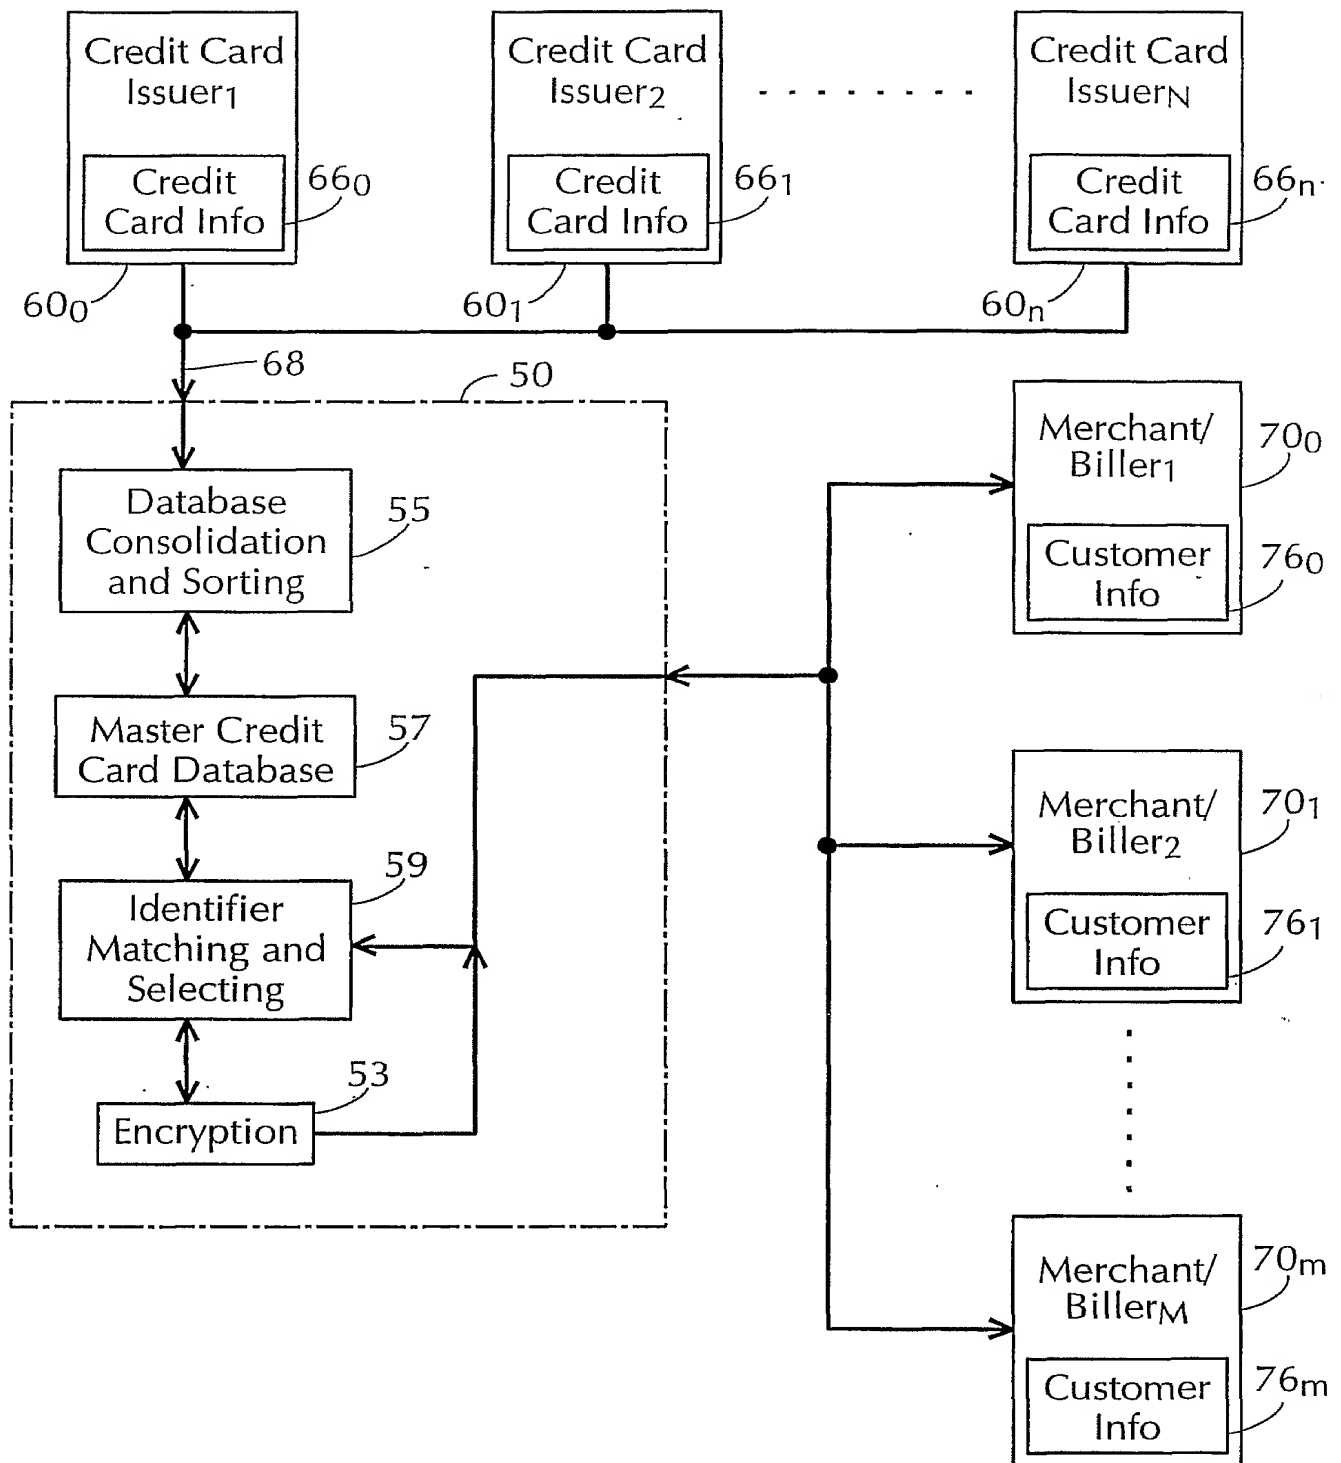 Credit Card
Issuer1
Credit Card
Info
660
600
Credit Card
Issuer2
Credit
Card Info
661
601
Credit Card
IssuerN
Credit
Card Info
66n
60n
68
50
Database
Consolidation
and Sorting
55
Master Credit
Card Database
57
Identifier
Matching and
Selecting
59
Encryption
53
Merchant/
Biller1
700
Customer
Info
760
Merchant/
Biller2
701
Customer
Info
761
Merchant/
BillerM
70m
Customer
Info
76m